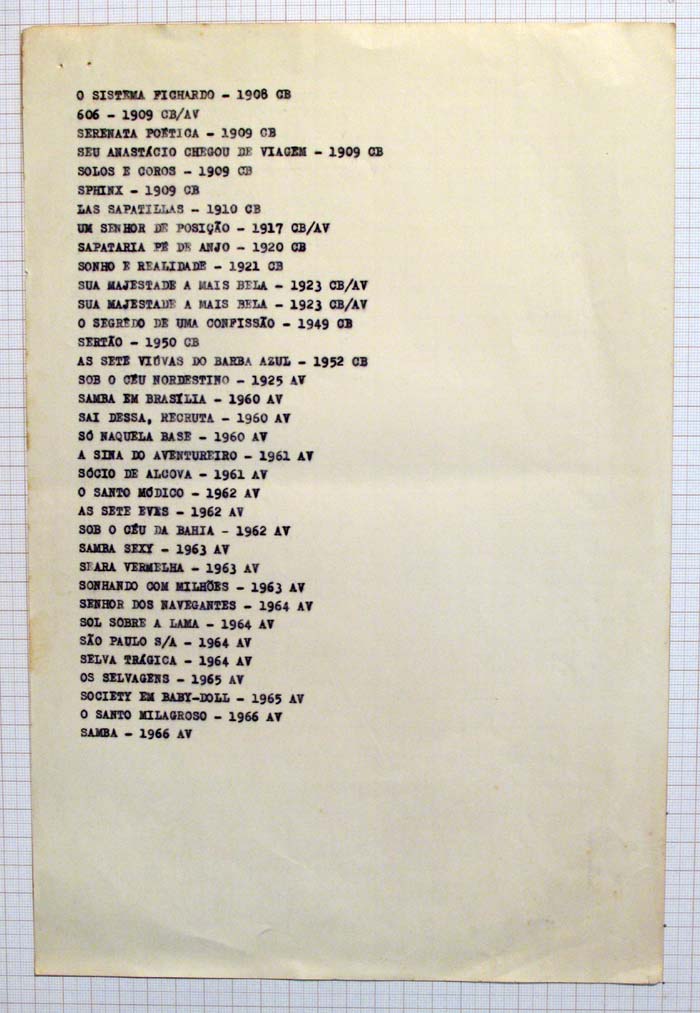 O SISTEMA FICHARDO - 1908 CB
606 - 1909 CB/AV
SERENATA POÉTICA - 1909 CB
SEU ANASTÁCIO CHEGOU DE VIAGEM - 1909 CB
SOLOS E COROS - 1909 CB
SPHINX - 1909 CB
LAS SAPATILLAS - 1910 CB
UM SENHOR DE POSIÇÃO - 1917 CB/AV
SAPATARIA PÉ DE ANJO - 1920 CB
SONHO E REALIDADE - 1921 CB
SUA MAJESTADE A MAIS BELA - 1923 CB/AV
SUA MAJESTADE A MAIS BELA - 1923 CB/AV
O SEGRÊDO DE UMA CONFISSÃO - 1949 CB
SERTÃO - 1950 CB
AS SETE VIÚVAS DO BARBA AZUL - 1952 CB
SOB O CÉU NORDESTINO - 1925 AV
SAMBA EM BRASÍLIA - 1960 AV
SAI DESSA, RECRUTA - 1960 AV
SÓ NAQUELA BASE - 1960 AV
A SINA DO AVENTUREIRO - 1961 AV
SÓCIO DE ALCOVA - 1961 AV
O SANTO MÓDICO - 1962 AV
AS SETE EVES - 1962 AV
SOB O CÉU DA BAHIA - 1962 AV
SAMBA SEXY - 1963 AV
SEARA VERMELHA - 1963 AV
SONHANDO COM MILHÕES - 1963 AV
SENHOR DOS NAVEGANTES - 1964 AV
SOL SÔBRE A LAMA - 1964 AV
SÃO PAULO S/A - 1964 AV
SELVA TRÁGICA - 1964 AV
OS SELVAGENS - 1965 AV
SOCIETY EM BABY-DOLL - 1965 AV
O SANTO MILAGROSO - 1966 AV
SAMBA - 1966 AV